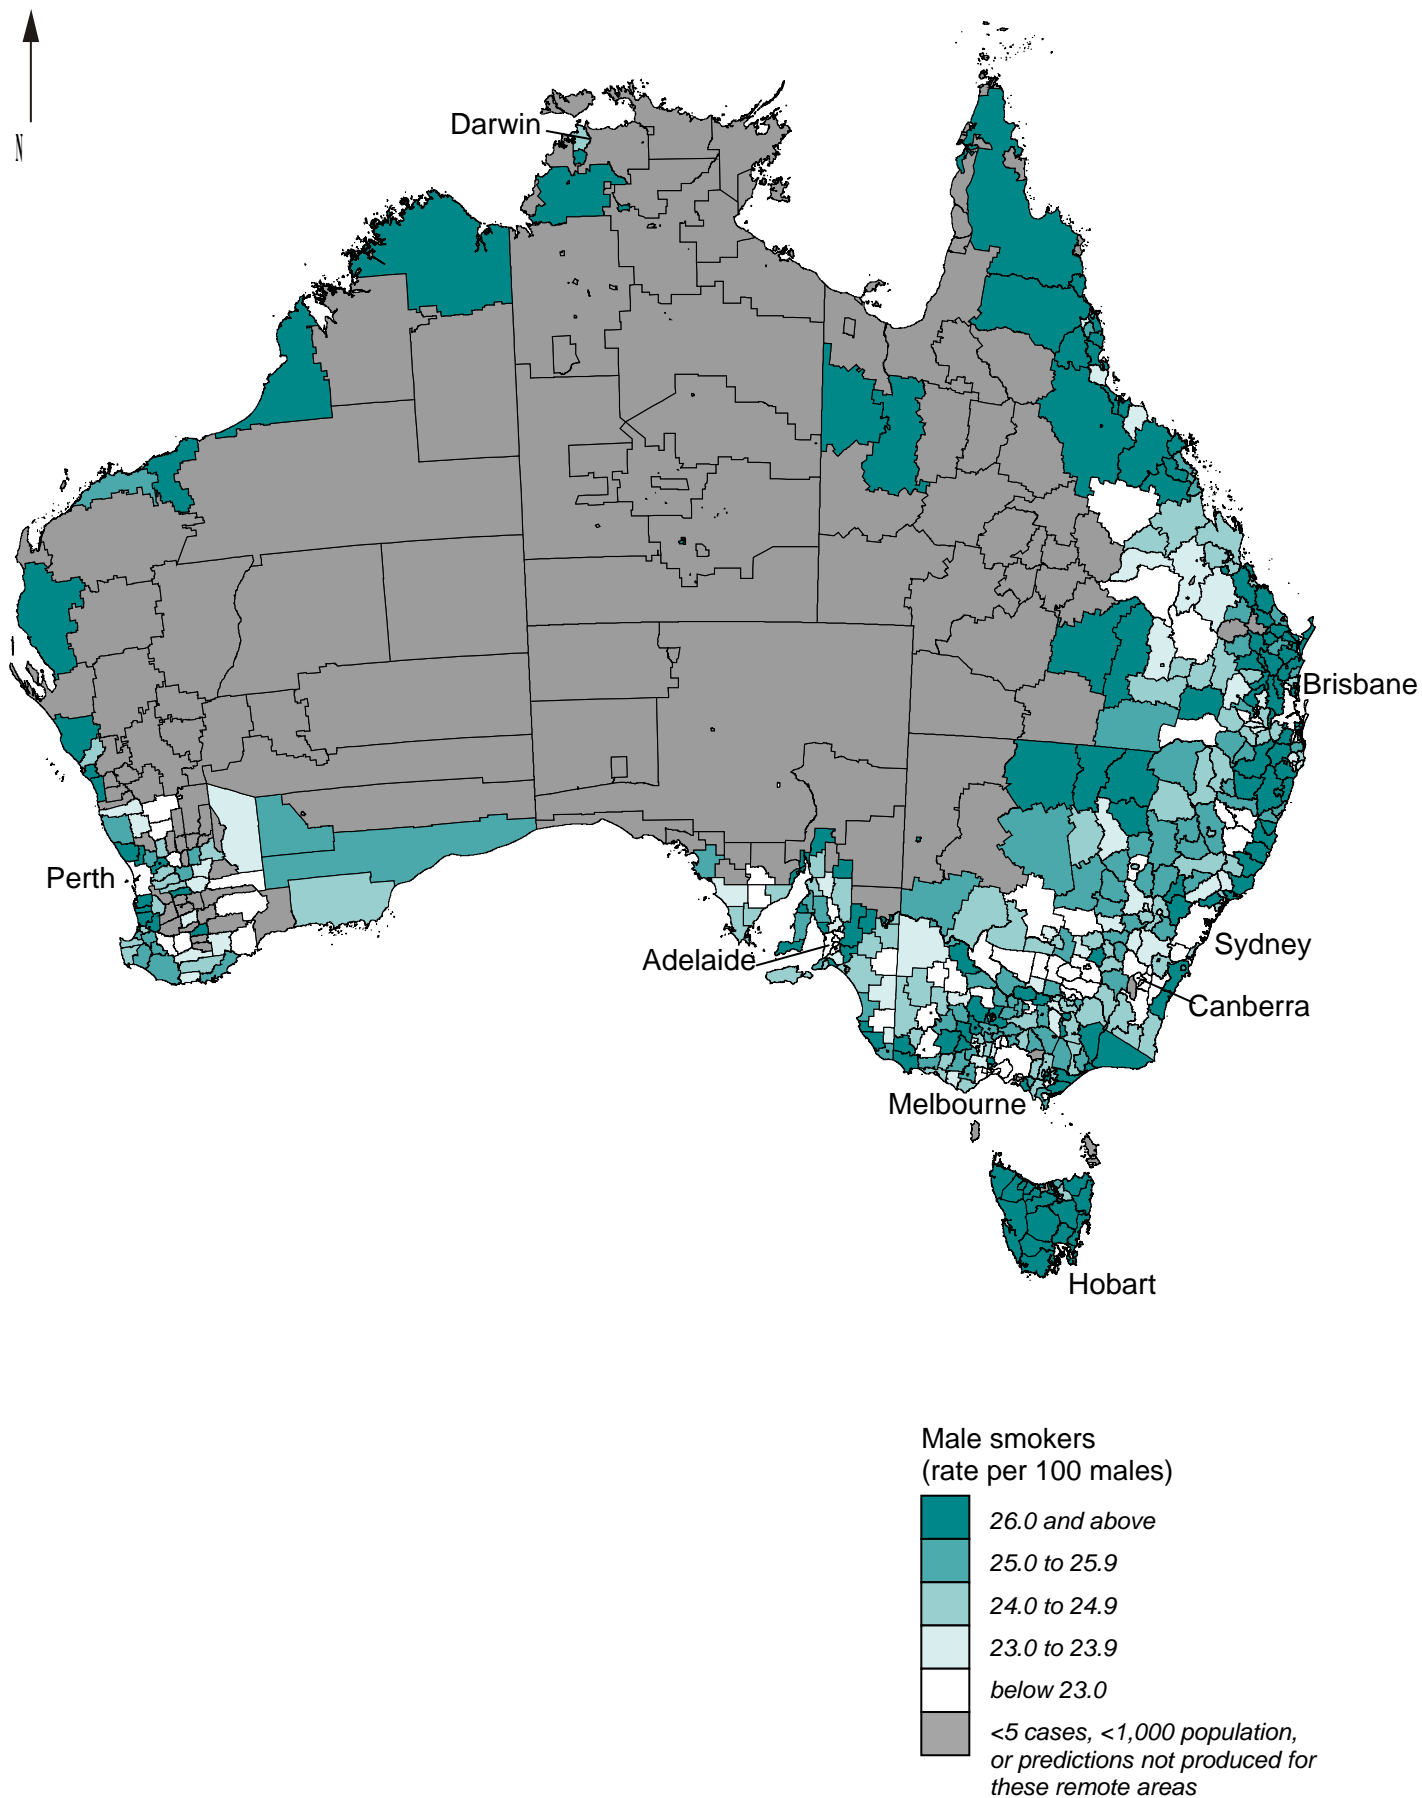 N
Darwin
Brisbane
Perth
Sydney
Adelaide
Canberra
Melbourne
Hobart
Male smokers
(rate per 100 males)
26.0 and above
25.0 to 25.9
24.0 to 24.9
23.0 to 23.9
below 23.0
<5 cases, <1,000 population,
or predictions not produced for
these remote areas